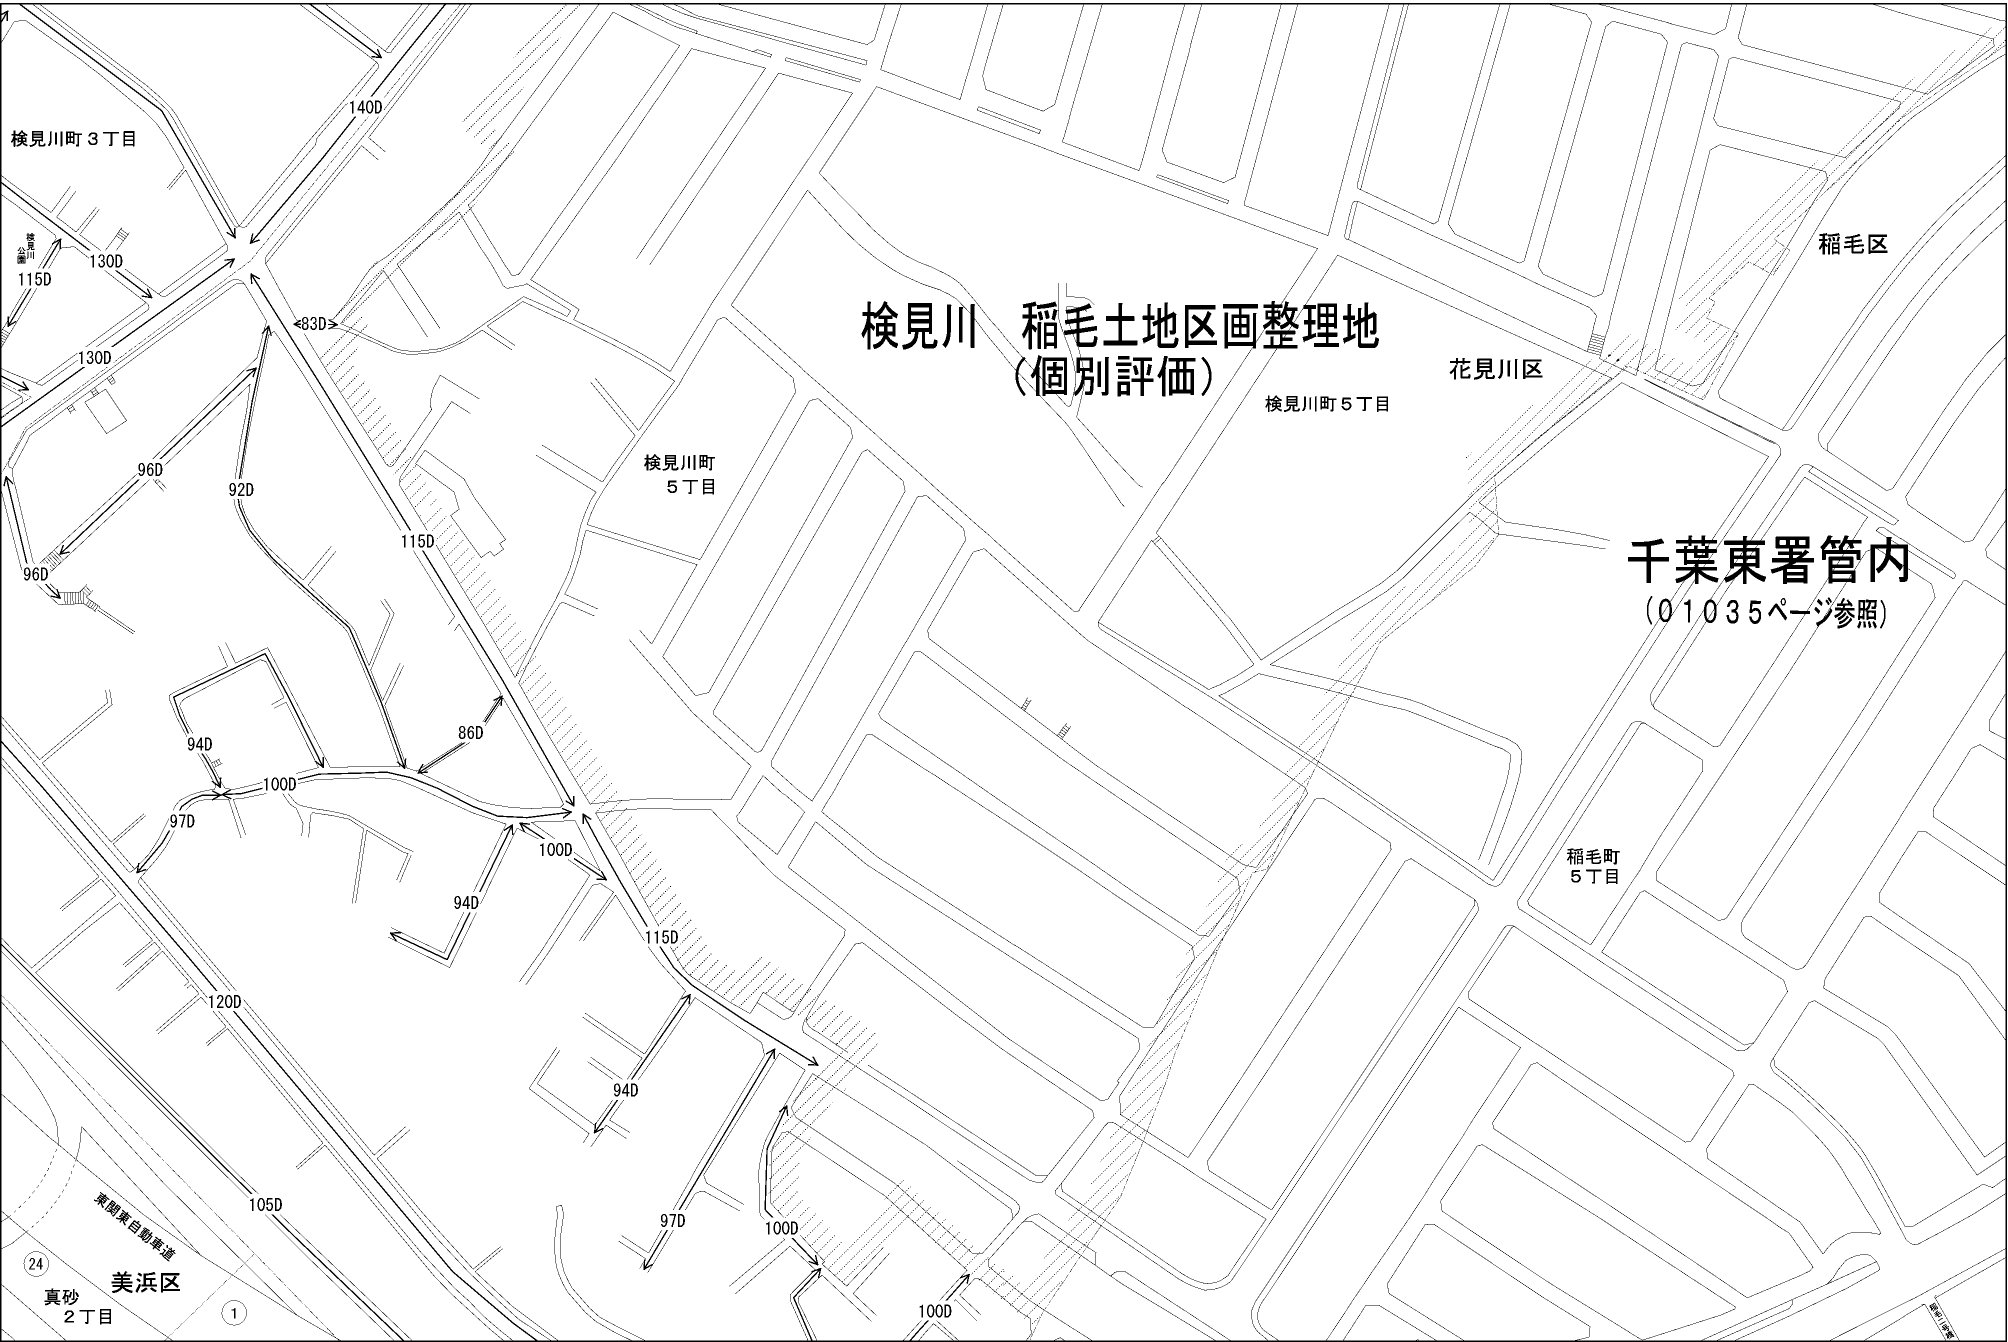 140D
検見川町３丁目
検見川
公園
130D
115D
稲毛区
83D
130D
検見川　稲毛土地区画整理地
（個別評価）
花見川区
検見川町５丁目
検見川町
５丁目
96D
92D
115D
96D
千葉東署管内
（０１０３５ページ参照）
86D
94D
100D
97D
100D
稲毛町
５丁目
94D
115D
120D
94D
105D
97D
100D
東関東自動車道
24
美浜区
真砂
２丁目
1
100D